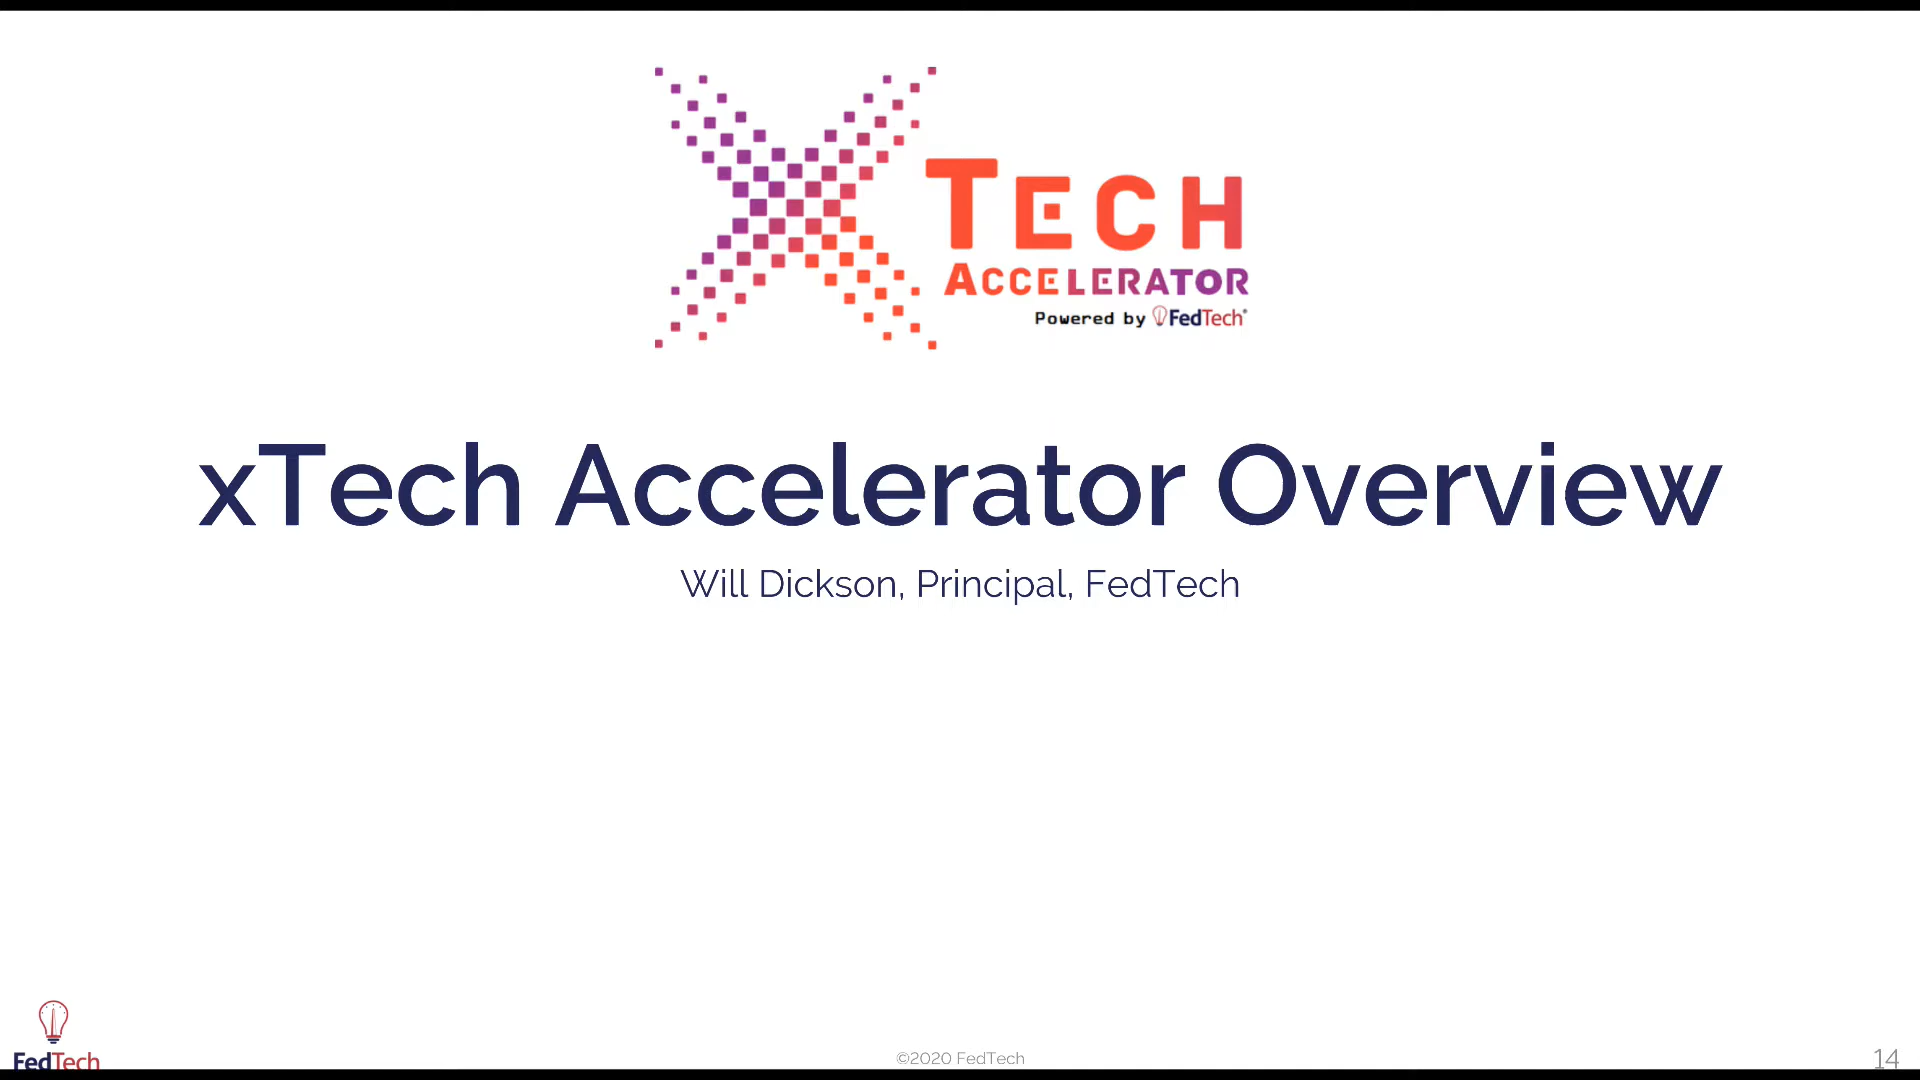 TECH
ACCELERATOR
Powered by FedTech®
xTech Accelerator Overview
Will Dickson, Principal, FedTech
FedTech
©2020 FedTech
14